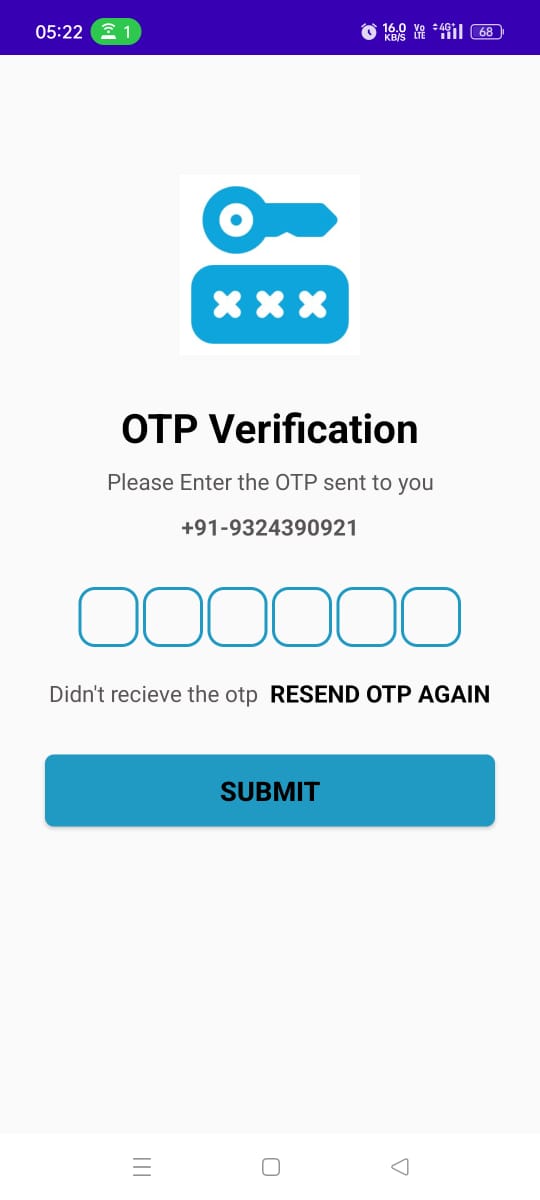 05:22 1 16.0 KB/S Vo LTE 4G+ 68
OTP Verification
Please Enter the OTP sent to you
+91-9324390921
Didn't recieve the otp RESEND OTP AGAIN
SUBMIT